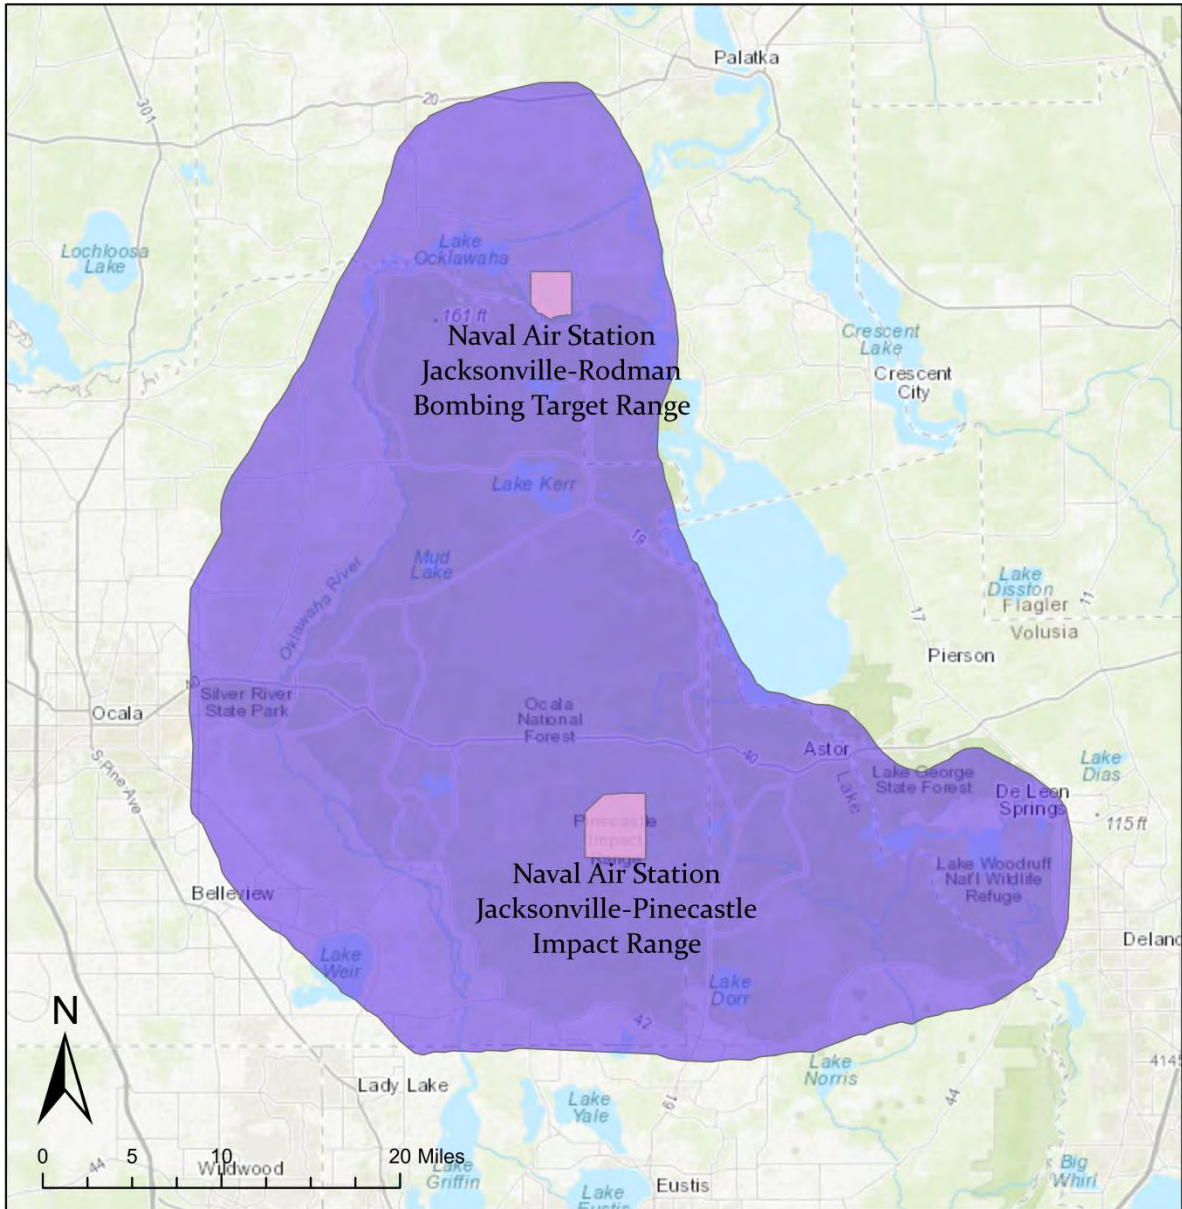 Palatka
20
301
Lochloosa
Lake
Lake
Ocklawaha
161 ft
Naval Air Station
Jacksonville-Rodman
Bombing Target Range
Crescent
Lake
Crescent
City
Lake Kerr
19
Mud
Lake
Oklawaha River
Lake
Disston
Flagler
Volusia
11
17
Pierson
Silver River
State Park
Ocala
S Pine Ave
Ocala
National
Forest
40
Astor
Lake
Lake George
State Forest
De Leon
Springs
Lake
Dias
115 ft
Pinecastle
Impact
Range
Naval Air Station
Jacksonville-Pinecastle
Impact Range
Lake Woodruff
Nat'l Wildlife
Refuge
Belleview
Lake
Weir
Lake
Dorr
Deland
42
N
Lady Lake
Lake
Norris
4145
Lake
Yale
19
44
0 5 10 20 Miles
44
Wildwood
Lake
Griffin
Lake
Eustis
Eustis
Big
Whirl